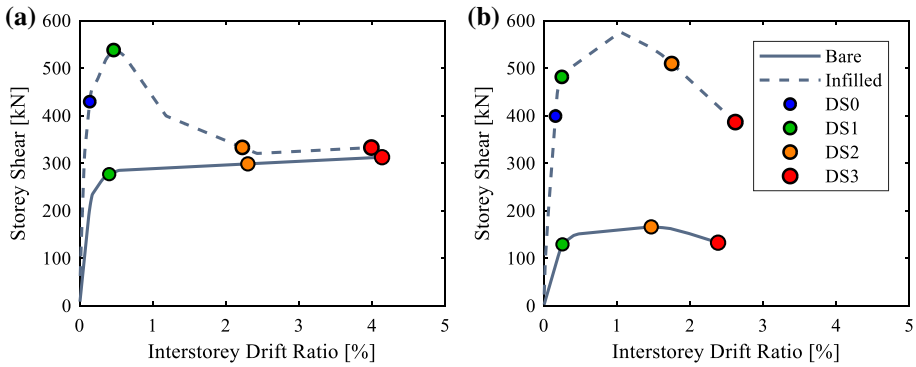 (a)
600
500
400
300
200
100
0
0 1 2 3 4 5
Storey Shear [kN]
Interstorey Drift Ratio [%]
(b)
600
500
400
300
200
100
0
0 1 2 3 4 5
Storey Shear [kN]
Interstorey Drift Ratio [%]
Bare
Infilled
DS0
DS1
DS2
DS3